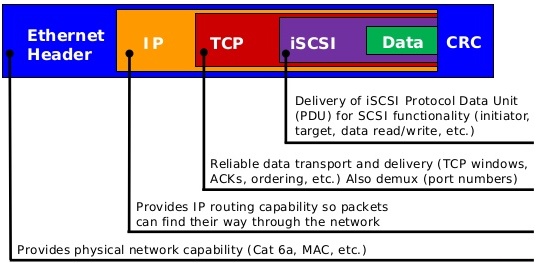 Ethernet
Header
IP
TCP
iSCSI
Data
CRC
Delivery of iSCSI Protocol Data Unit
(PDU) for SCSI functionality (initiator,
target, data read/write, etc.)
Reliable data transport and delivery (TCP windows,
ACKs, ordering, etc.) Also demux (port numbers)
Provides IP routing capability so packets
can find their way through the network
Provides physical network capability (Cat 6a, MAC, etc.)